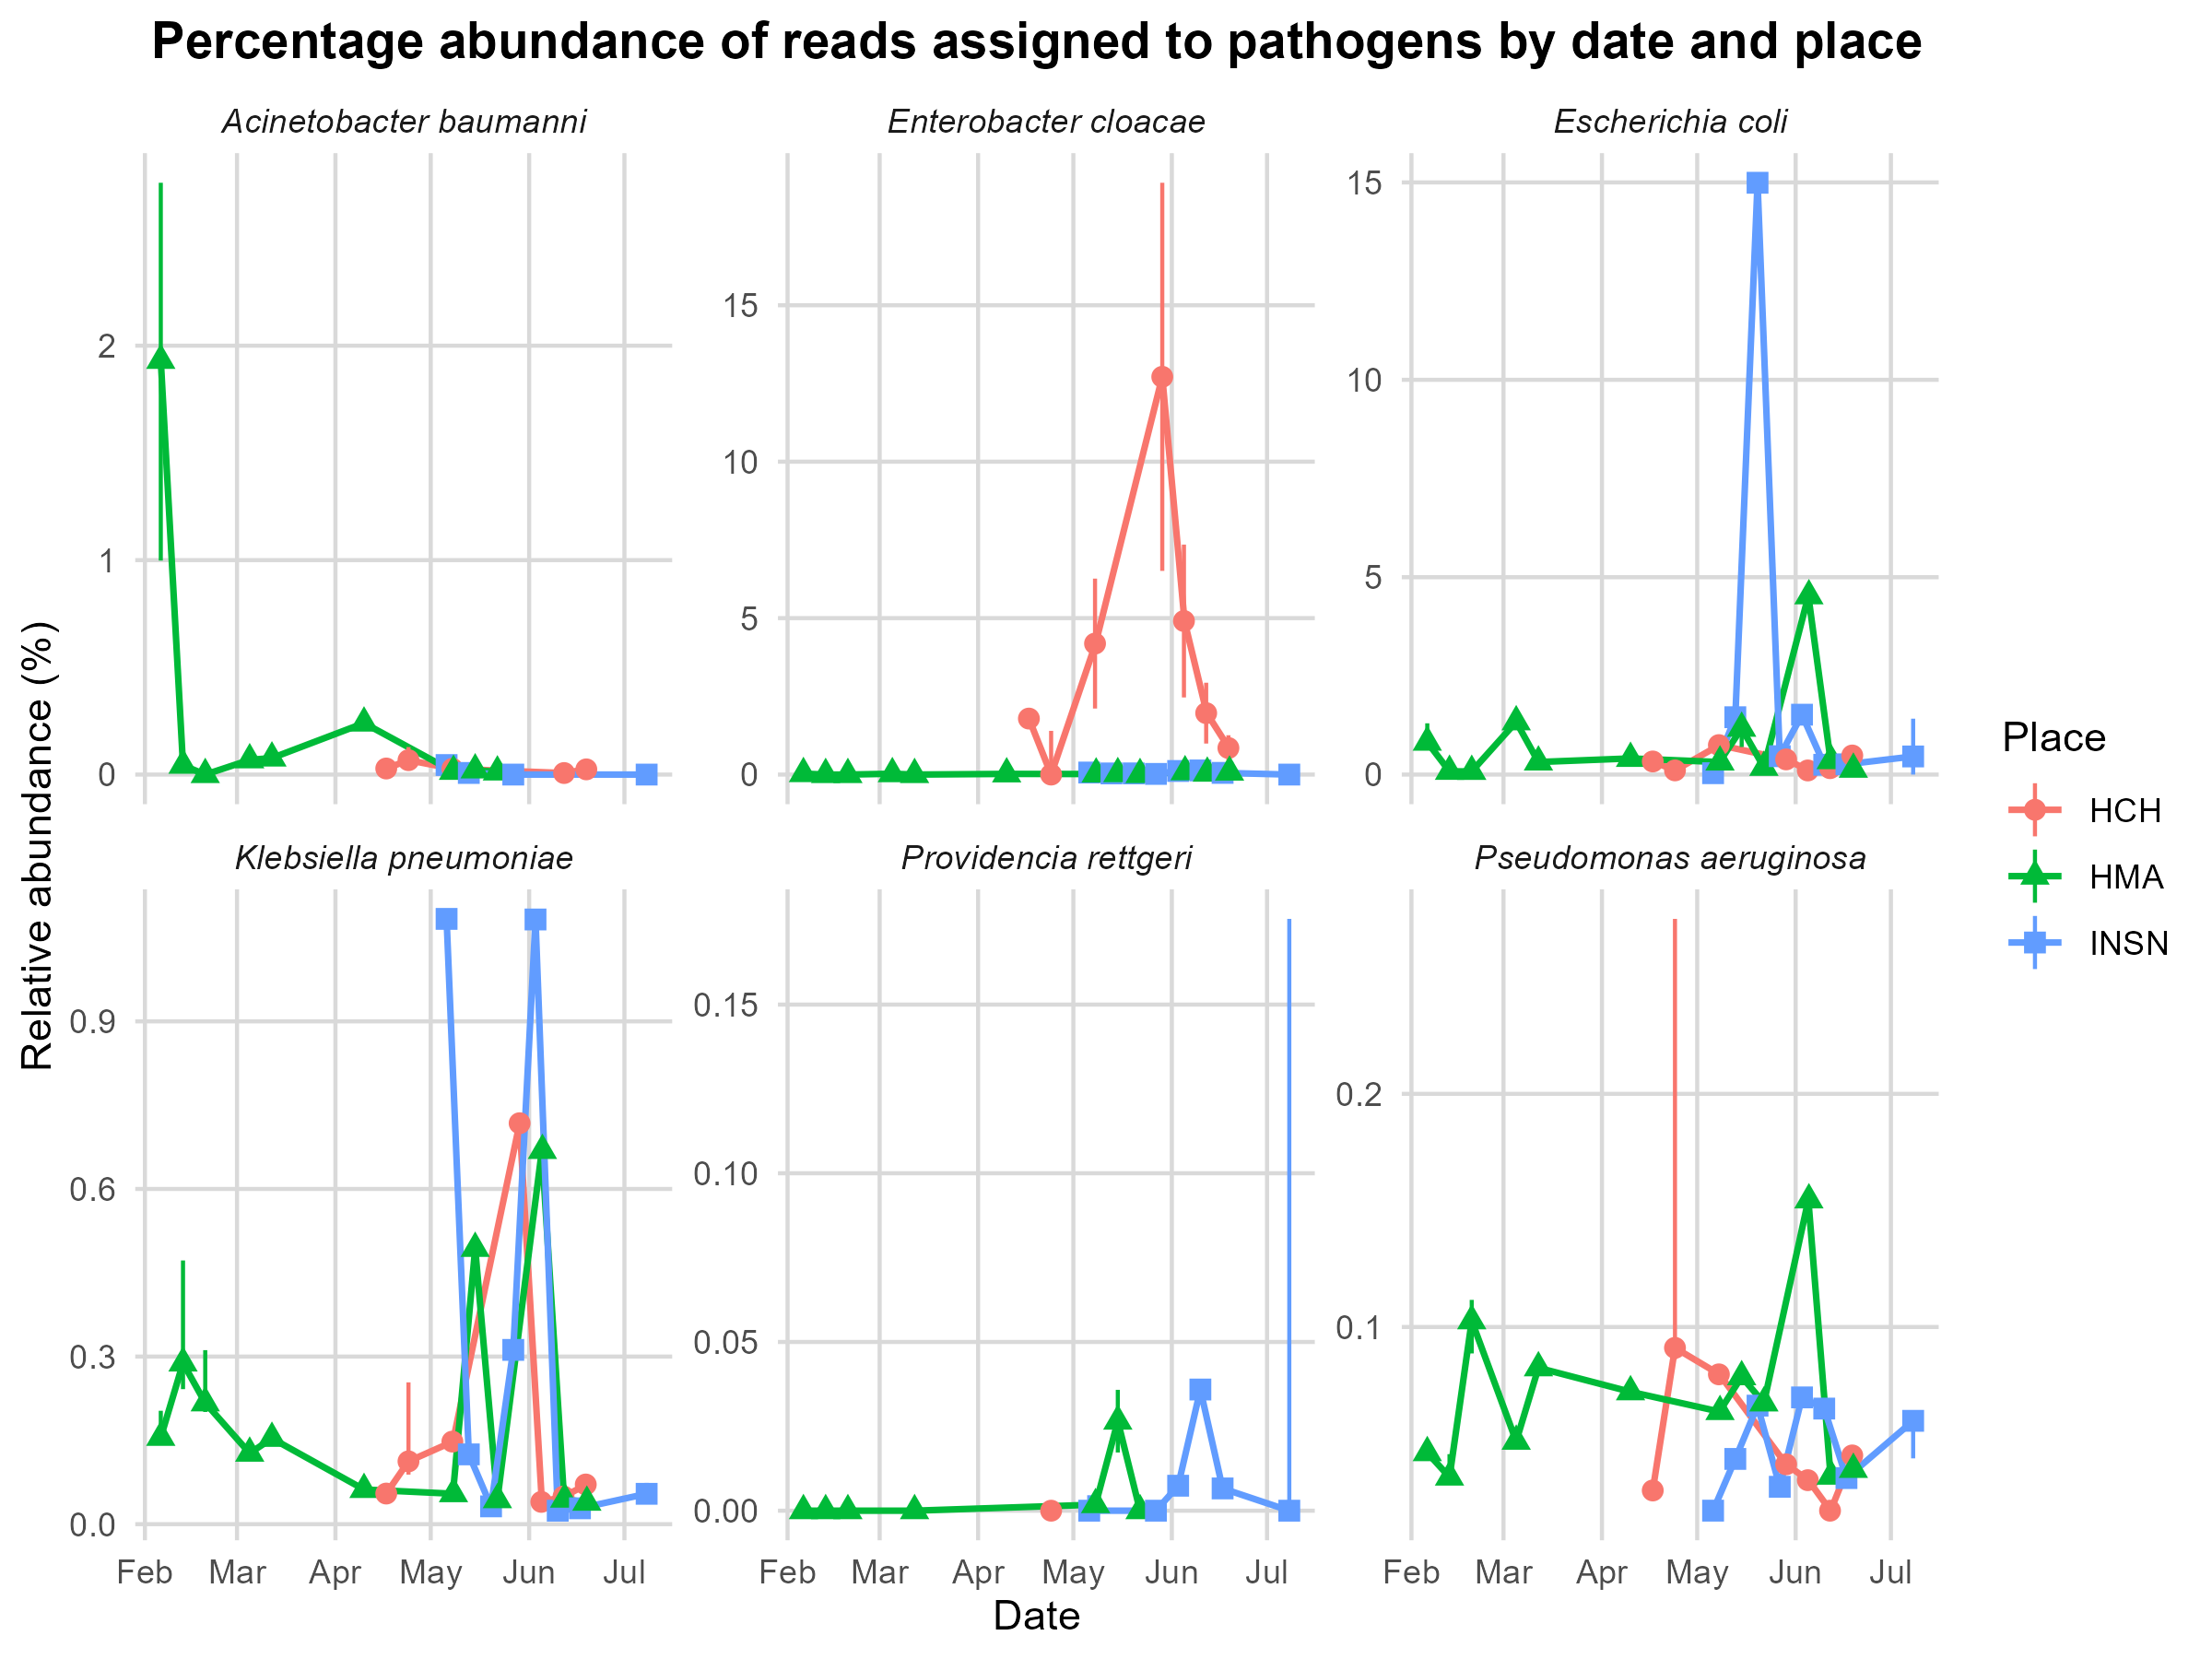 Percentage abundance of reads assigned to pathogens by date and place
Acinetobacter baumanni
Enterobacter cloacae
Escherichia coli
2
1
0
15
10
5
0
15
10
5
0
Klebsiella pneumoniae
Providencia rettgeri
Pseudomonas aeruginosa
0.9
0.6
0.3
0.0
0.15
0.10
0.05
0.00
0.2
0.1
Feb Mar Apr May Jun Jul
Feb Mar Apr May Jun Jul
Feb Mar Apr May Jun Jul
Date
Relative abundance (%)
Place
HCH
HMA
INSN